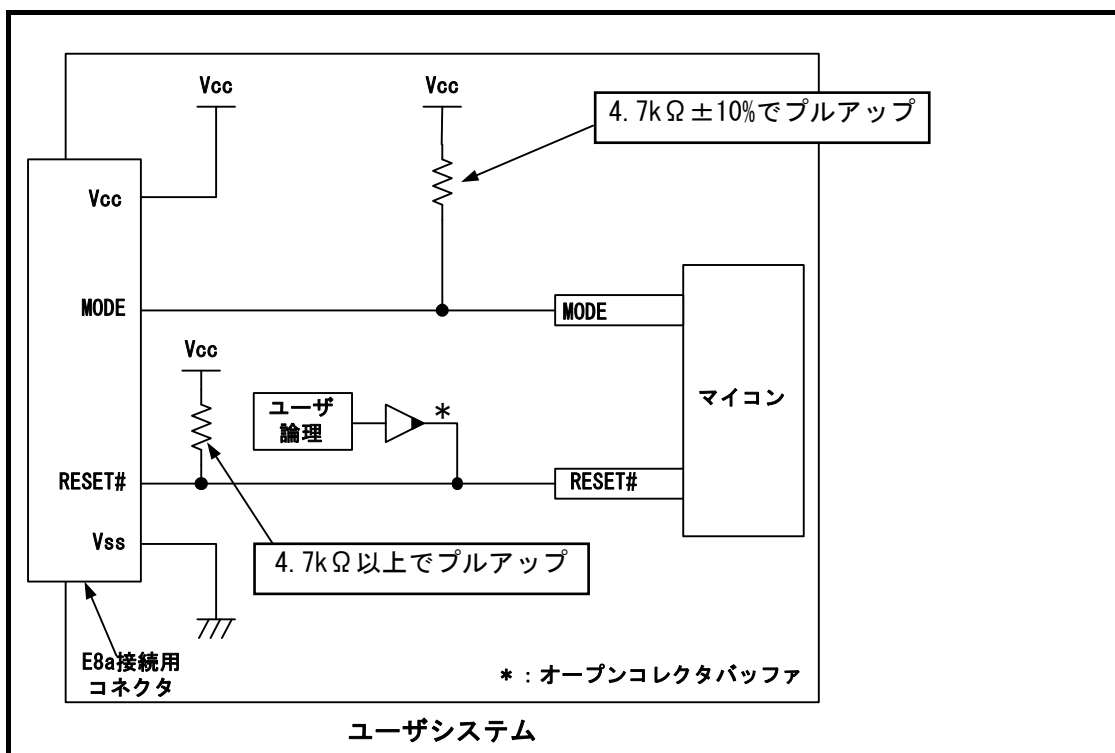 Vcc
Vcc
4.7kΩ±10%でプルアップ
Vcc
MODE
MODE
Vcc
マイコン
ユーザ
論理
*
RESET#
RESET#
Vss
4.7kΩ以上でプルアップ
E8a接続用
コネクタ
* : オープンコレクタバッファ
ユーザシステム